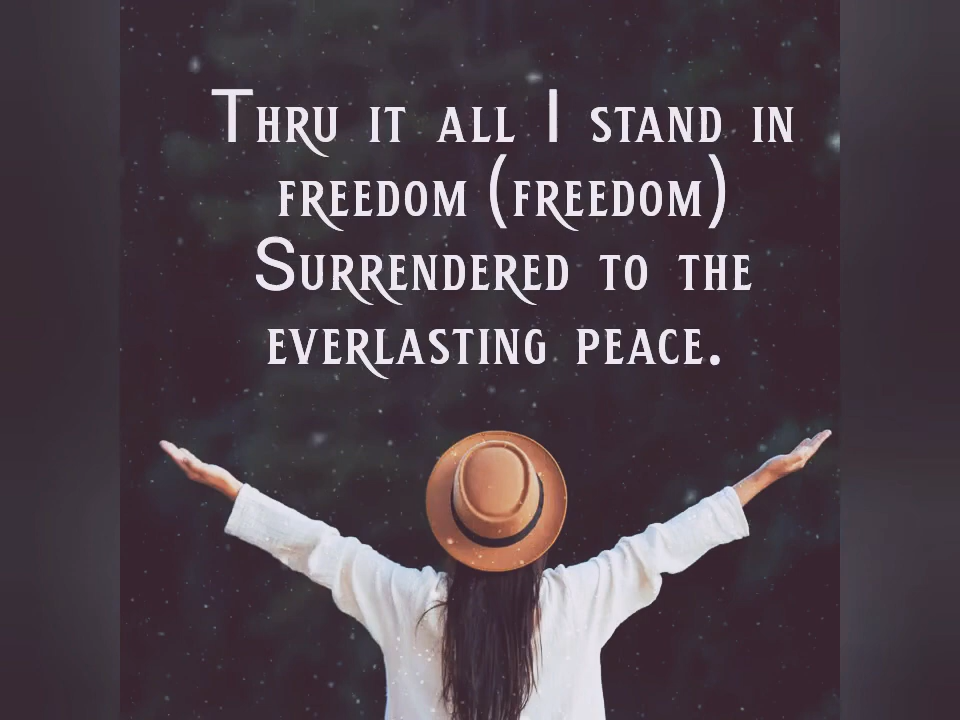 Thru it all I stand in
freedom (freedom)
Surrendered to the
everlasting peace.